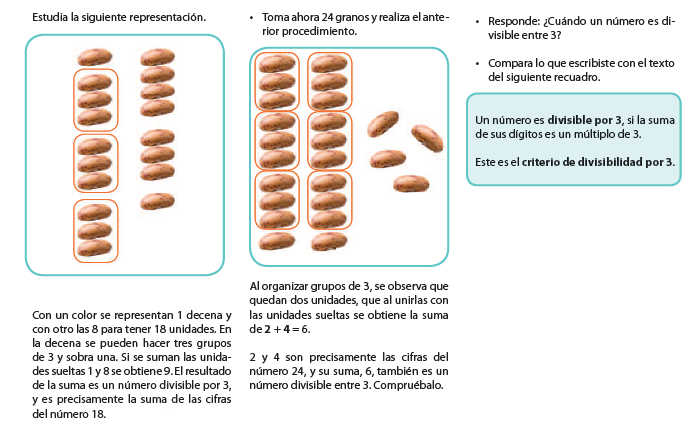 Estudia la siguiente representación.
Con un color se representan 1 decena y
con otro las 8 para tener 18 unidades. En
la decena se pueden hacer tres grupos
de 3 y sobra una. Si se suman las unida-
des sueltas 1 y 8 se obtiene 9. El resultado
de la suma es un número divisible por 3,
y es precisamente la suma de las cifras
del número 18.
• Toma ahora 24 granos y realiza el ante-
rior procedimiento.
Al organizar grupos de 3, se observa que
quedan dos unidades, que al unirlas con
las unidades sueltas se obtiene la suma
de 2 + 4 = 6.
2 y 4 son precisamente las cifras del
número 24, y su suma, 6, también es un
número divisible entre 3. Compruébalo.
• Responde: ¿Cuándo un número es di-
visible entre 3?
• Compara lo que escribiste con el texto
del siguiente recuadro.
Un número es divisible por 3, si la suma
de sus dígitos es un múltiplo de 3.
Este es el criterio de divisibilidad por 3.